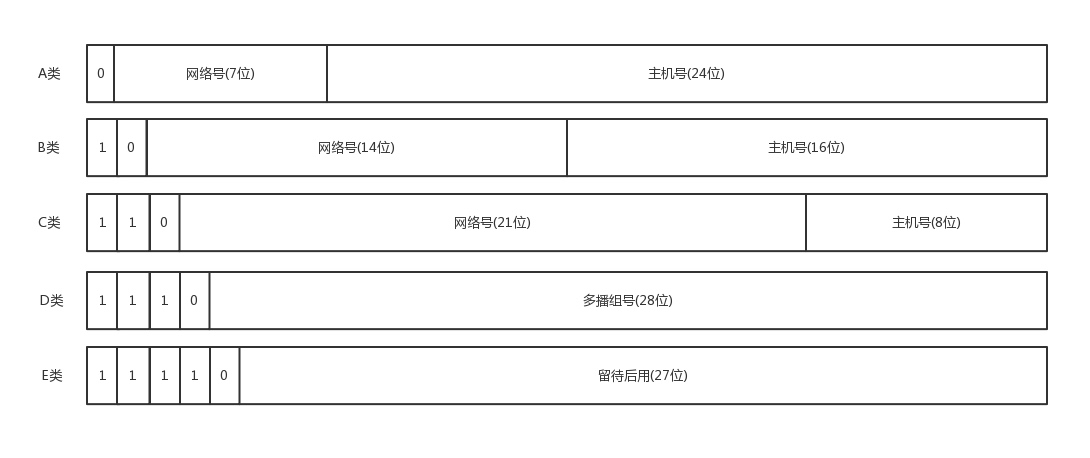 A类 0 网络号(7位) 主机号(24位)
B类 1 0 网络号(14位) 主机号(16位)
C类 1 1 0 网络号(21位) 主机号(8位)
D类 1 1 1 0 多播组号(28位)
E类 1 1 1 1 0 留待后用(27位)